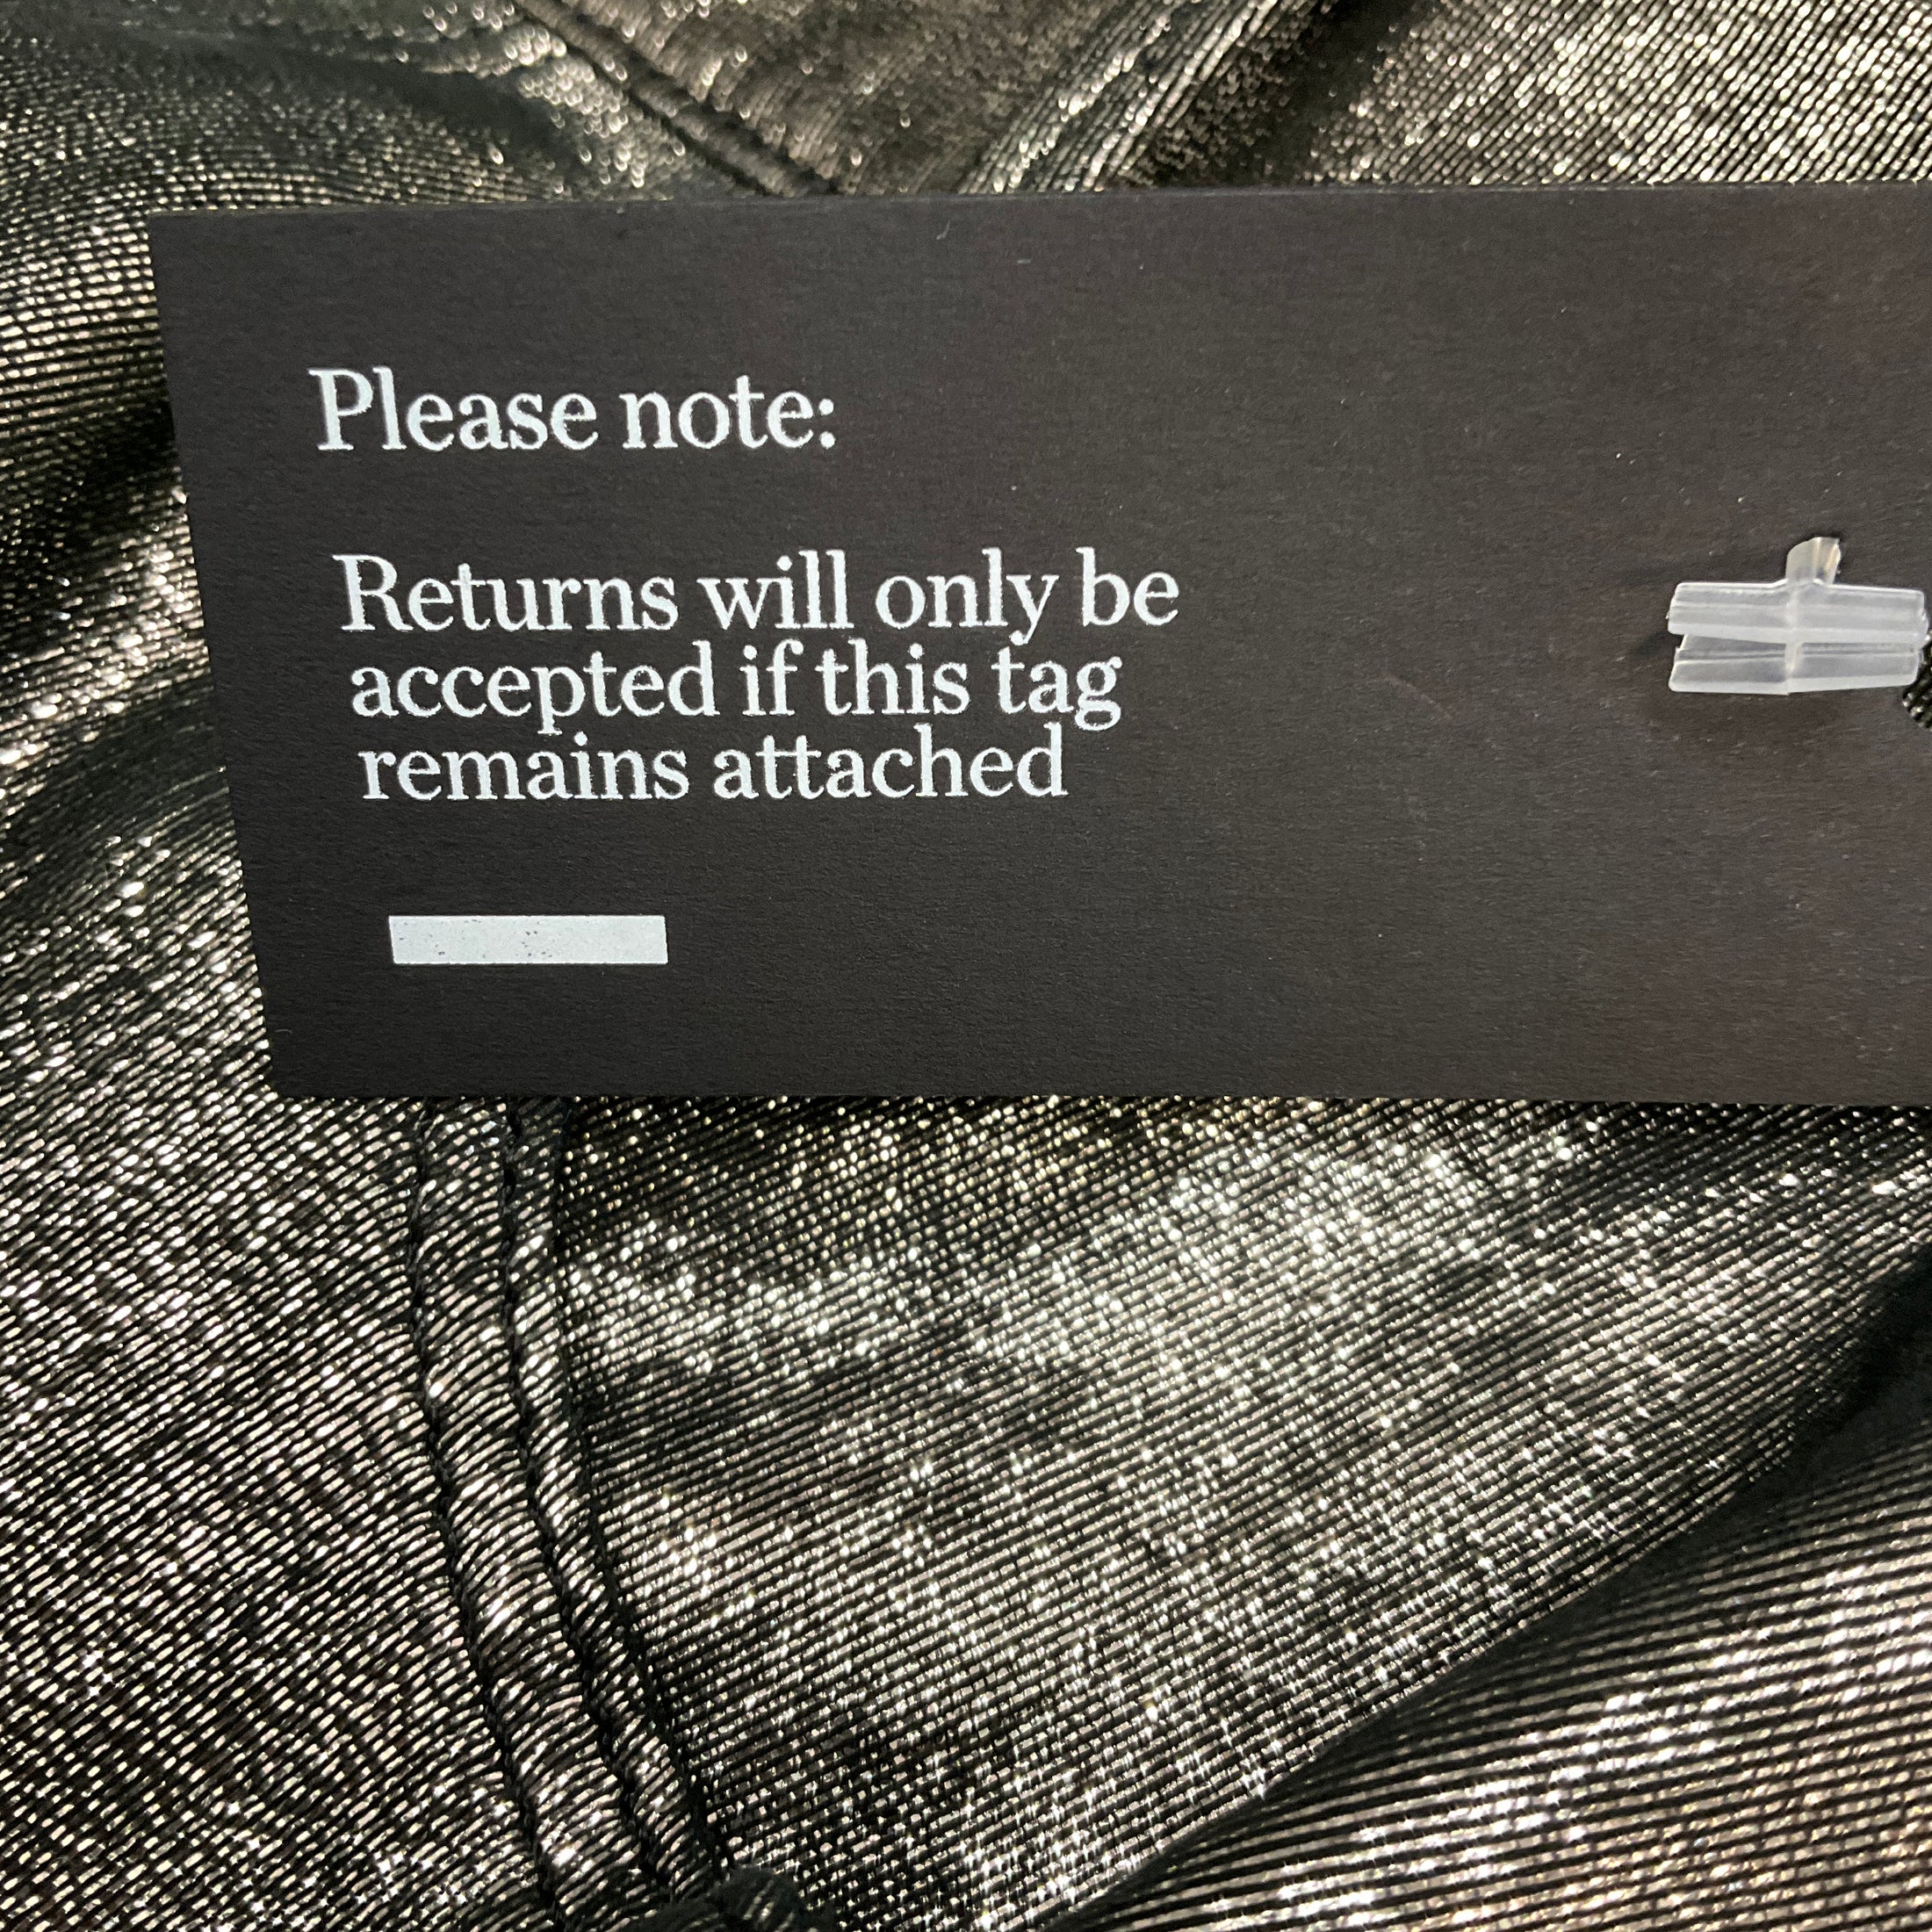 Please note:
Returns will only be
accepted if this tag
remains attached